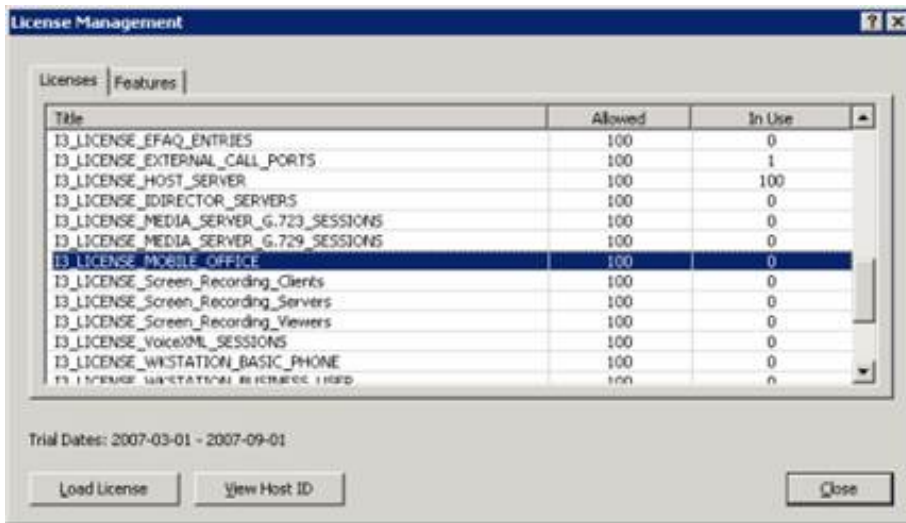 License Management
Licenses Features
Title Allowed In Use
I3_LICENSE_EFAQ_ENTRIES 100 0
I3_LICENSE_EXTERNAL_CALL_PORTS 100 1
I3_LICENSE_HOST_SERVER 100 100
I3_LICENSE_IDIRECTOR_SERVERS 100 0
I3_LICENSE_MEDIA_SERVER_G.723_SESSIONS 100 0
I3_LICENSE_MEDIA_SERVER_G.729_SESSIONS 100 0
I3_LICENSE_MOBILE_OFFICE 100 0
I3_LICENSE_Screen_Recording_Clients 100 0
I3_LICENSE_Screen_Recording_Servers 100 0
I3_LICENSE_Screen_Recording_Viewers 100 0
I3_LICENSE_VoiceXML_SESSIONS 100 0
I3_LICENSE_WKSTATION_BASIC_PHONE 100 0
I3_LICENSE_WKSTATION_BUSINESS_USER 100 0
Trial Dates: 2007-03-01 - 2007-09-01
Load License View Host ID Close